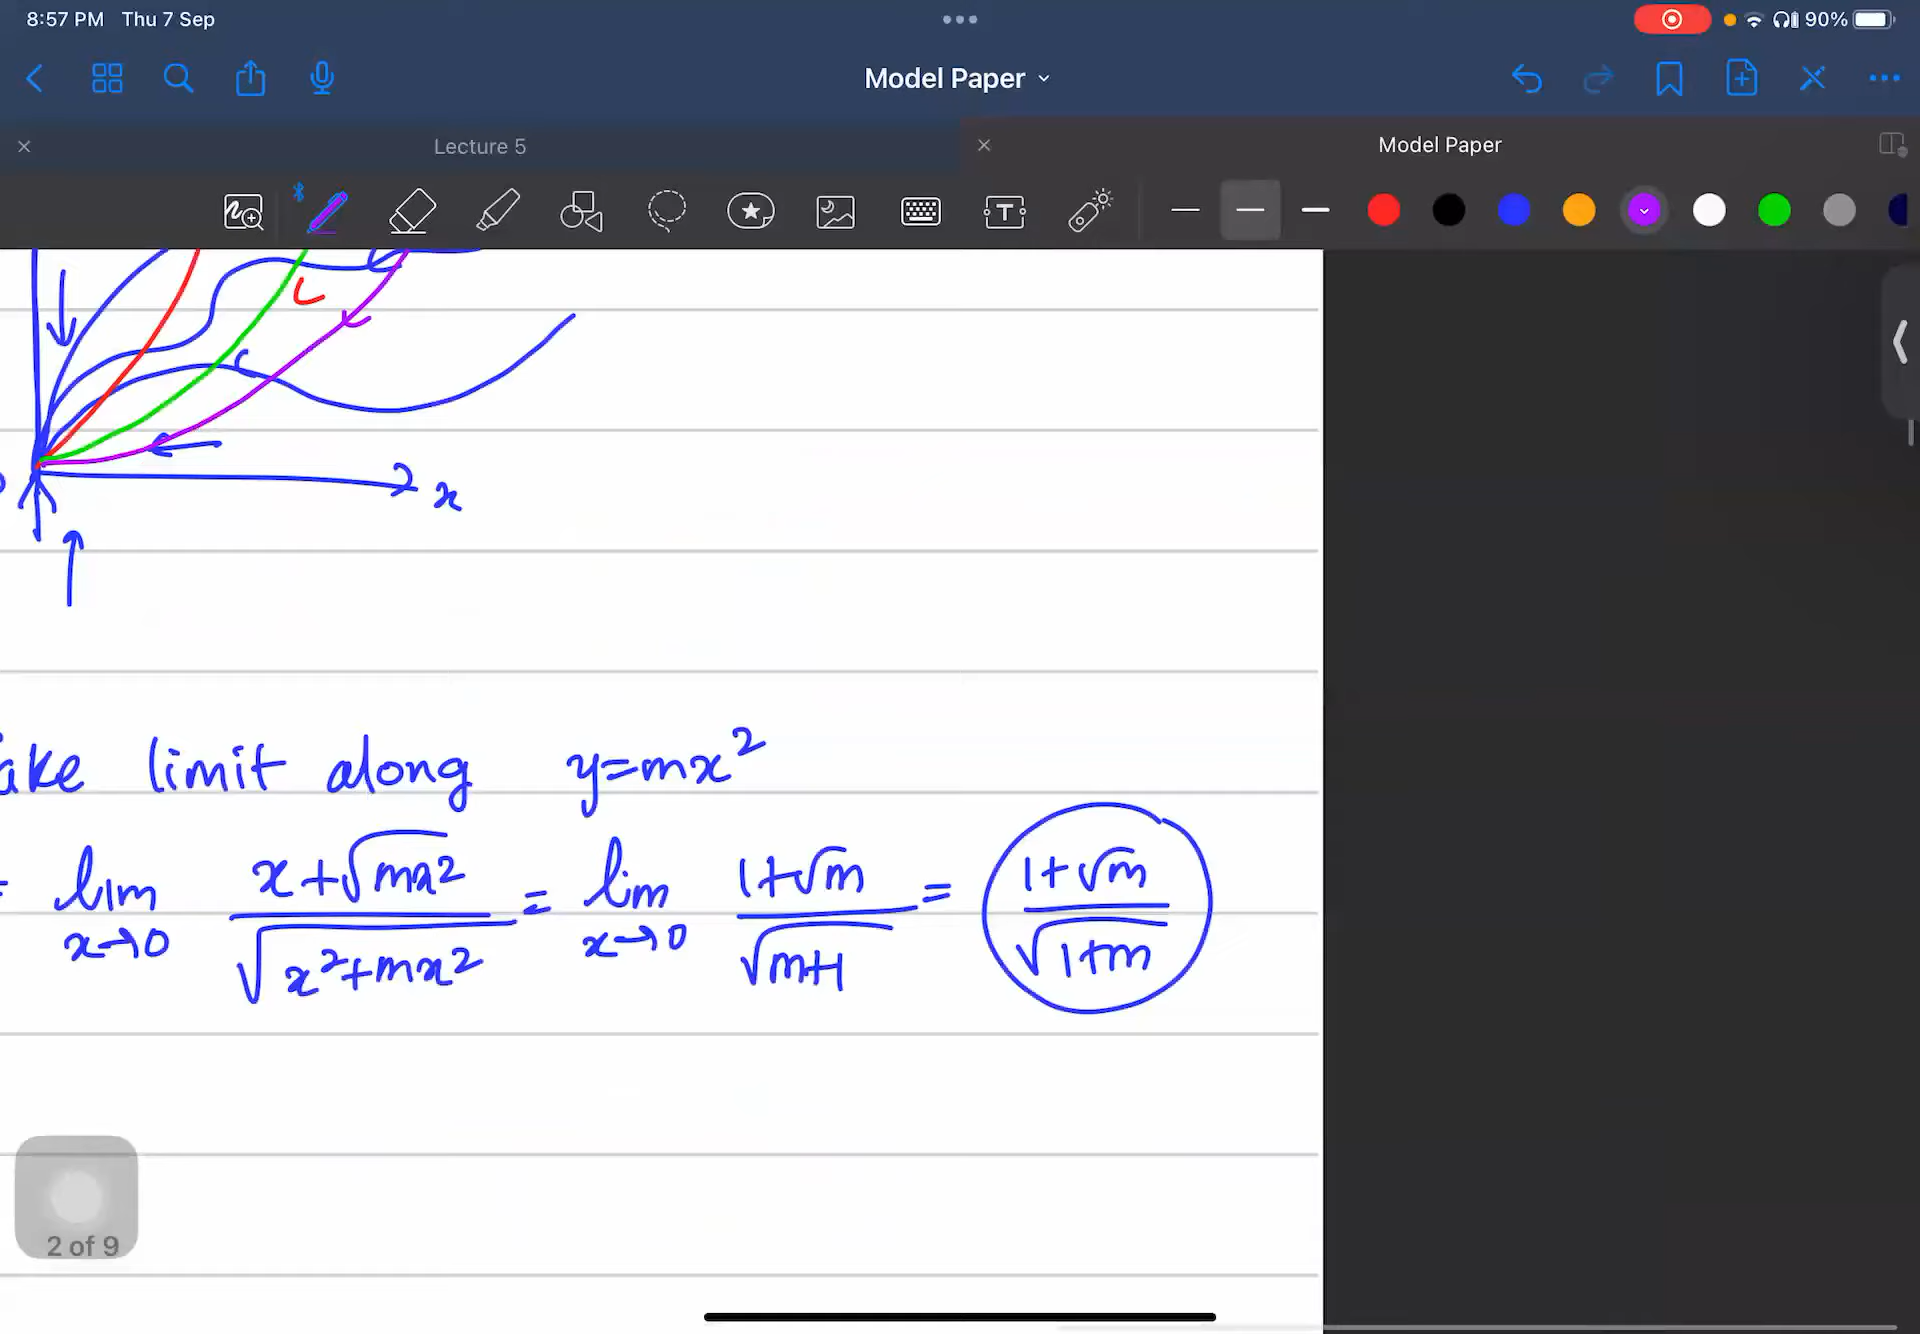 8:57 PM Thu 7 Sep
90%
Model Paper
Lecture 5
Model Paper
x
ake limit along y=mx²
= lim x→0 x+√mx² / √x²+mx² = lim x→0 1+√m / √m+1 = 1+√m / √1+m
2 of 9